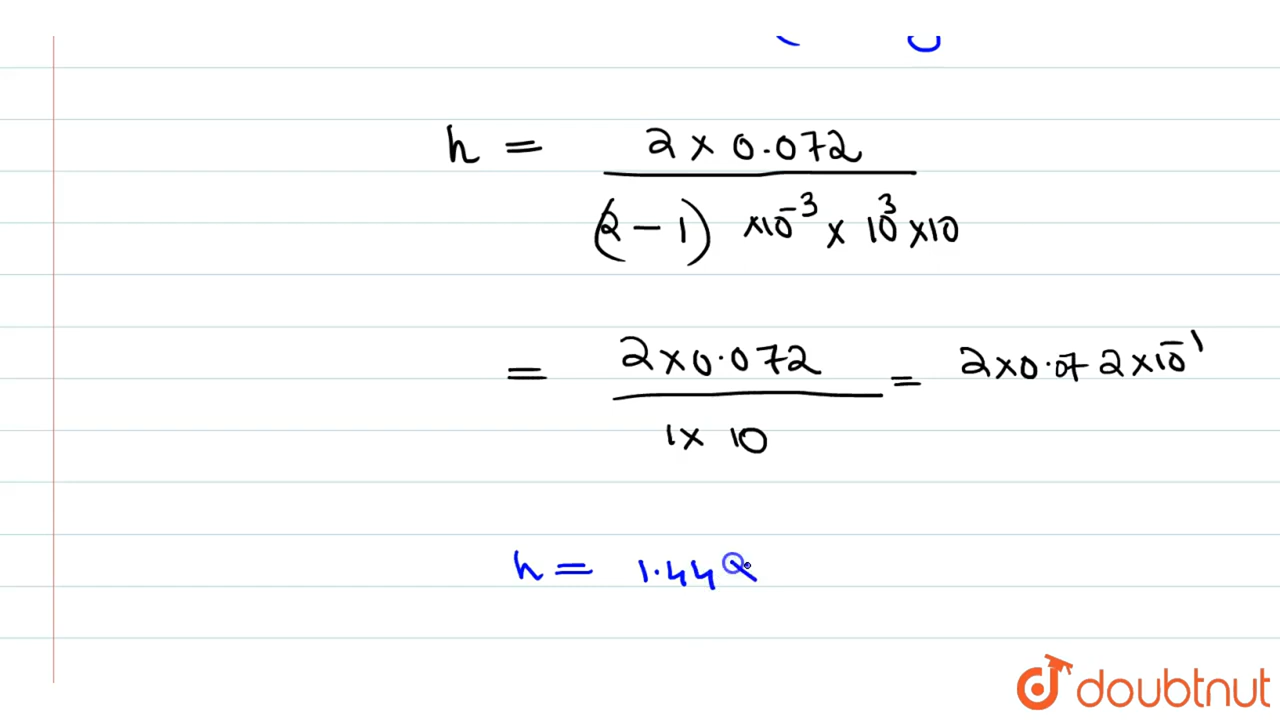 h = 2 × 0.072
(2 − 1) ×10⁻³ × 10³ ×10
= 2×0.072 = 2×0.072×10⁻¹
1× 10
h = 1.44
doubtnut